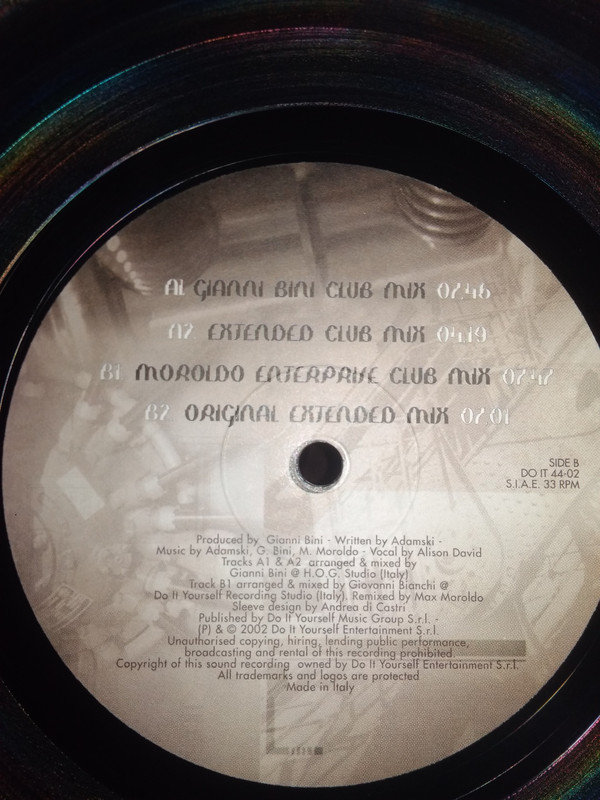 A1 GIANNI BINI CLUB MIX 07.46
A2 EXTENDED CLUB MIX 04.19
B1 MOROLDO ENTERPRISE CLUB MIX
B2 ORIGINAL EXTENDED MIX 07.01
SIDE B
DO IT 44-02
S.I.A.E. 33 RPM
Produced by Gianni Bini - Written by Adamski -
Music by Adamski, G. Bini, M. Moroldo - Vocal by Alison David
Tracks A1 & A2 arranged & mixed by
Gianni Bini @ H.O.G. Studio (Italy)
Track B1 arranged & mixed by Giovanni Bianchi @
Do It Yourself Recording Studio (Italy). Remixed by Max Moroldo
Sleeve design by Andrea di Castri
Published by Do It Yourself Music Group S.r.l. -
(P) & © 2002 Do It Yourself Entertainment S.r.l.
Unauthorised copying, hiring, lending public performance,
broadcasting and rental of this recording prohibited.
Copyright of this sound recording owned by Do It Yourself Entertainment S.r.l.
All trademarks and logos are protected
Made in Italy